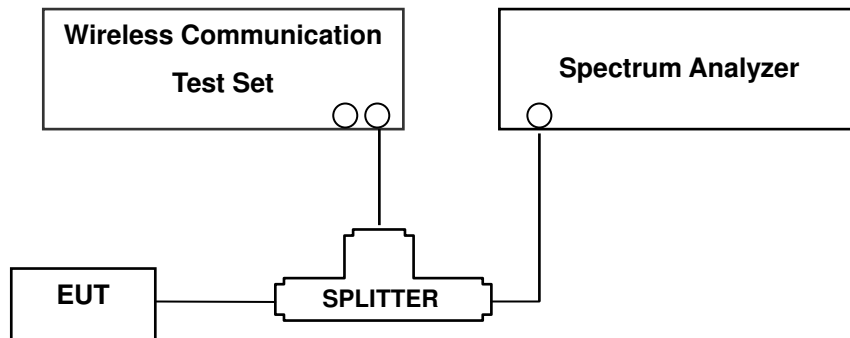 Wireless Communication
Test Set
Spectrum Analyzer
EUT
SPLITTER